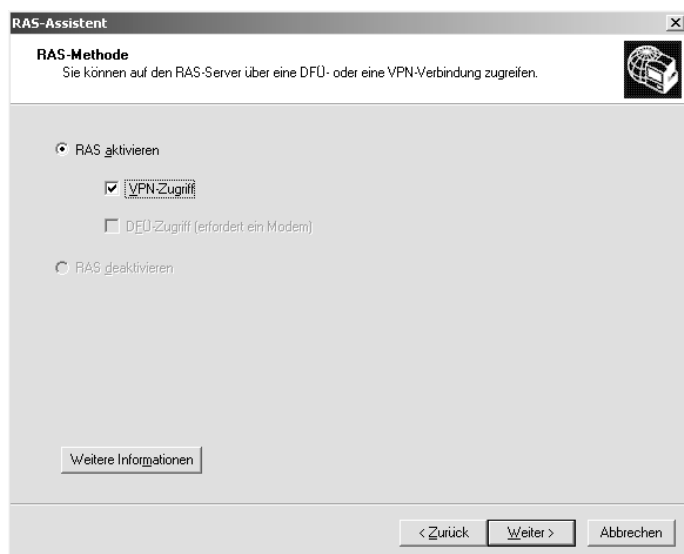 RAS-Assistent
RAS-Methode
Sie können auf den RAS-Server über eine DFÜ- oder eine VPN-Verbindung zugreifen.
RAS aktivieren
VPN-Zugriff
DFÜ-Zugriff (erfordert ein Modem)
RAS deaktivieren
Weitere Informationen
< Zurück Weiter > Abbrechen